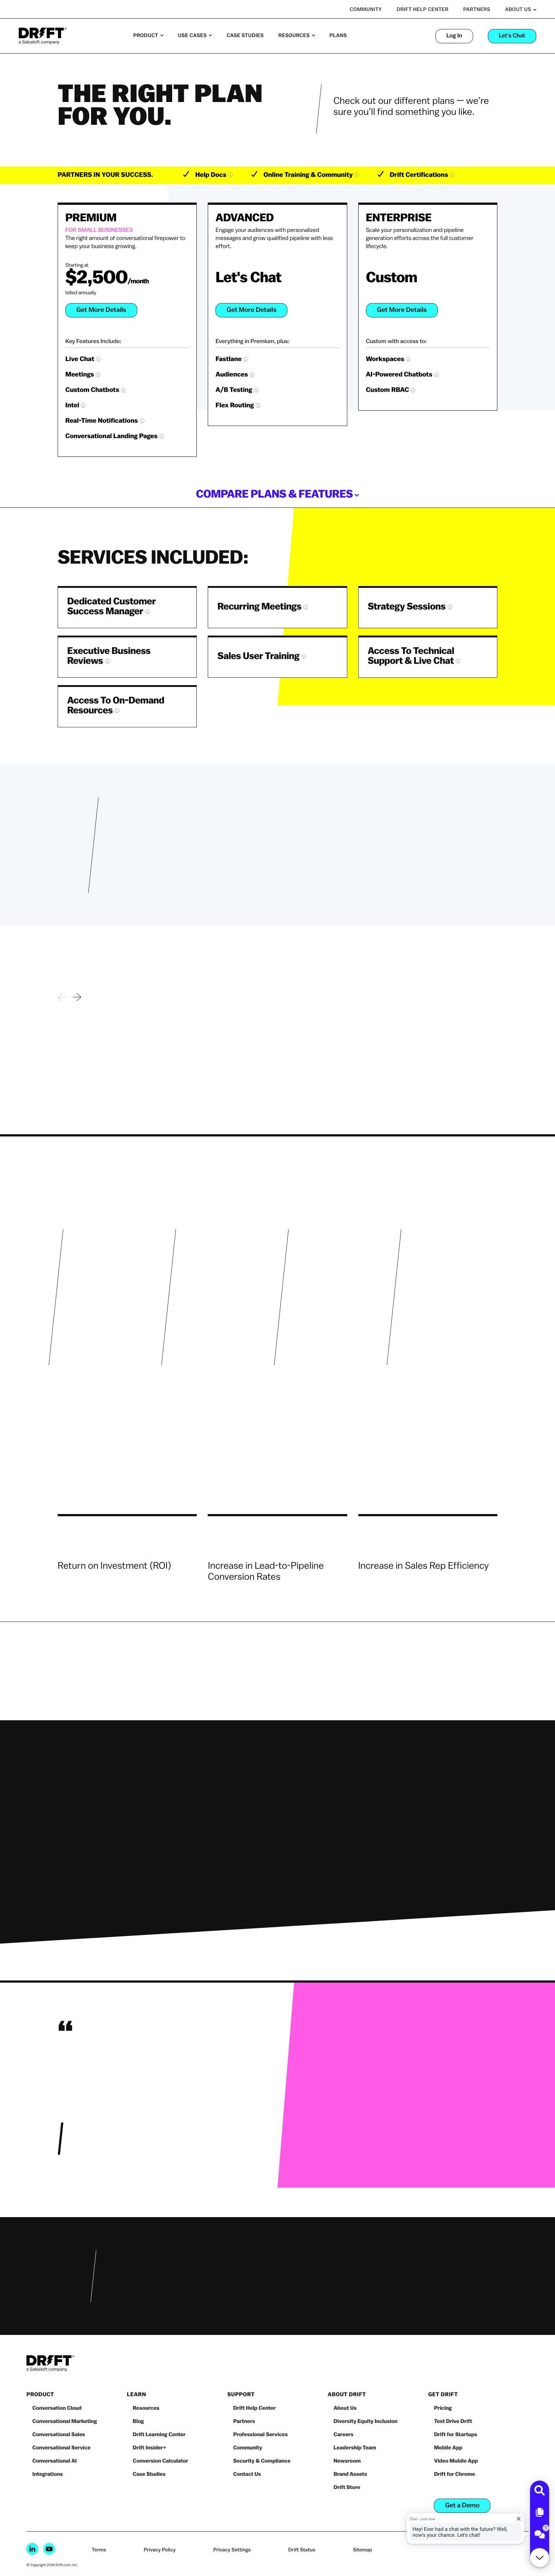 COMMUNITY DRIFT HELP CENTER PARTNERS ABOUT US
DRIFT
a Salesloft company
PRODUCT USE CASES CASE STUDIES RESOURCES PLANS
Log In
Let's Chat
THE RIGHT PLAN
FOR YOU.
Check out our different plans — we're
sure you'll find something you like.
PARTNERS IN YOUR SUCCESS. Help Docs Online Training & Community Drift Certifications
PREMIUM
FOR SMALL BUSINESSES
The right amount of conversational firepower to
keep your business growing.
Starting at
$2,500/month
billed annually
Get More Details
Key Features Include:
Live Chat
Meetings
Custom Chatbots
Intel
Real-Time Notifications
Conversational Landing Pages
ADVANCED
Engage your audiences with personalized
messages and grow qualified pipeline with less
effort.
Let's Chat
Get More Details
Everything in Premium, plus:
Fastlane
Audiences
A/B Testing
Flex Routing
ENTERPRISE
Scale your personalization and pipeline
generation efforts across the full customer
lifecycle.
Custom
Get More Details
Custom with access to:
Workspaces
AI-Powered Chatbots
Custom RBAC
COMPARE PLANS & FEATURES
SERVICES INCLUDED:
Dedicated Customer
Success Manager
Recurring Meetings
Strategy Sessions
Executive Business
Reviews
Sales User Training
Access To Technical
Support & Live Chat
Access To On-Demand
Resources
Return on Investment (ROI)
Increase in Lead-to-Pipeline
Conversion Rates
Increase in Sales Rep Efficiency
“
DRIFT
a Salesloft company
PRODUCT
Conversation Cloud
Conversational Marketing
Conversational Sales
Conversational Service
Conversational AI
Integrations
LEARN
Resources
Blog
Drift Learning Center
Drift Insider+
Conversion Calculator
Case Studies
SUPPORT
Drift Help Center
Partners
Professional Services
Community
Security & Compliance
Contact Us
ABOUT DRIFT
About Us
Diversity Equity Inclusion
Careers
Leadership Team
Newsroom
Brand Assets
Drift Store
GET DRIFT
Pricing
Test Drive Drift
Drift for Startups
Mobile App
Video Mobile App
Drift for Chrome
Get a Demo
Chat • Just now
Hey! Ever had a chat with the future? Well,
now's your chance. Let's chat!
Terms Privacy Policy Privacy Settings Drift Status Sitemap
© Copyright 2024 Drift.com, Inc.